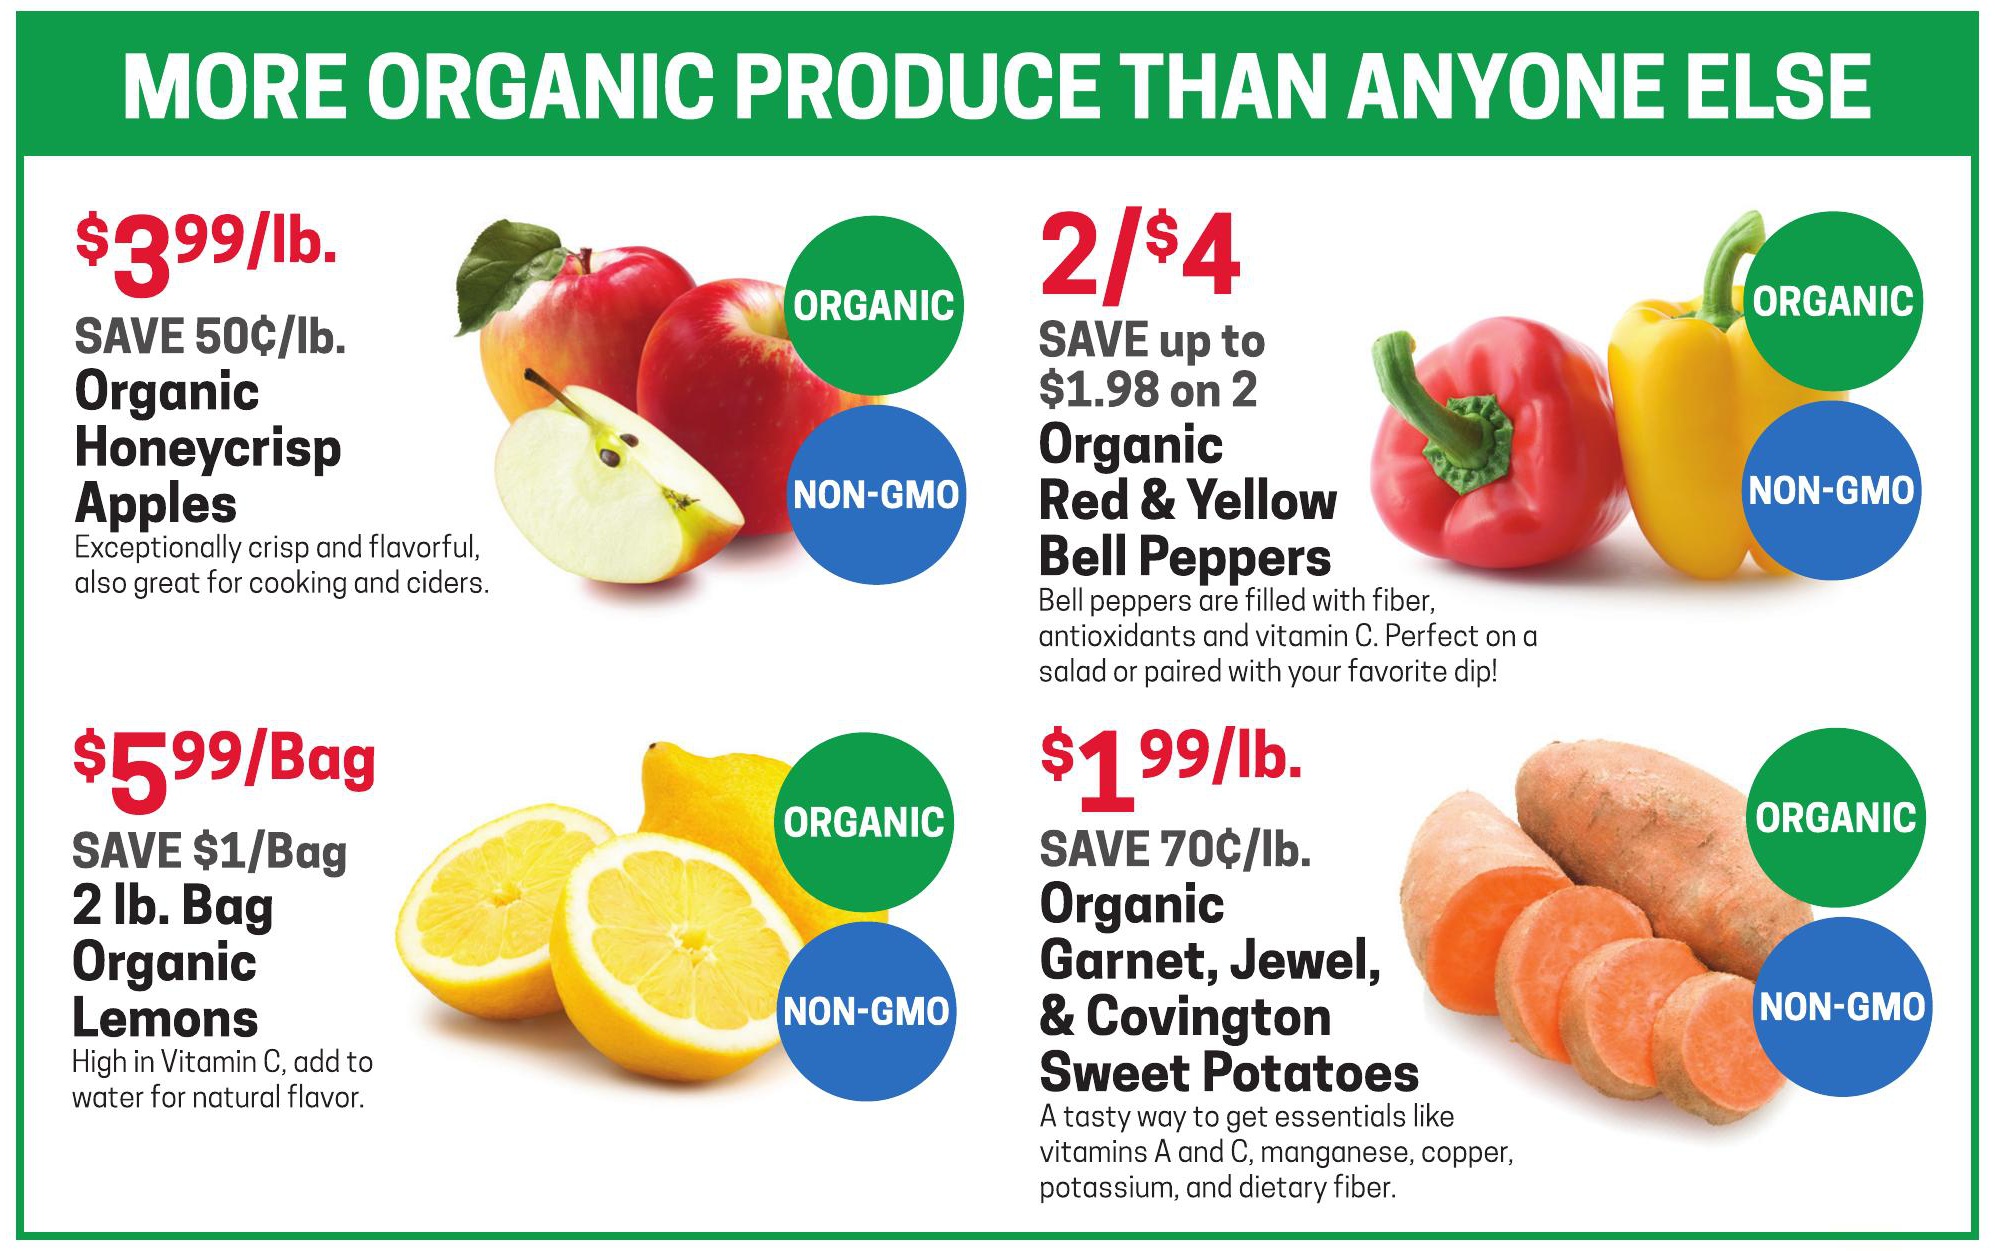 MORE ORGANIC PRODUCE THAN ANYONE ELSE
$3 99/lb.
SAVE 50¢/lb.
Organic
Honeycrisp
Apples
Exceptionally crisp and flavorful,
also great for cooking and ciders.
ORGANIC
NON-GMO
2/$4
SAVE up to
$1.98 on 2
Organic
Red & Yellow
Bell Peppers
Bell peppers are filled with fiber,
antioxidants and vitamin C. Perfect on a
salad or paired with your favorite dip!
ORGANIC
NON-GMO
$5 99/Bag
SAVE $1/Bag
2 lb. Bag
Organic
Lemons
High in Vitamin C, add to
water for natural flavor.
ORGANIC
NON-GMO
$1 99/lb.
SAVE 70¢/lb.
Organic
Garnet, Jewel,
& Covington
Sweet Potatoes
A tasty way to get essentials like
vitamins A and C, manganese, copper,
potassium, and dietary fiber.
ORGANIC
NON-GMO